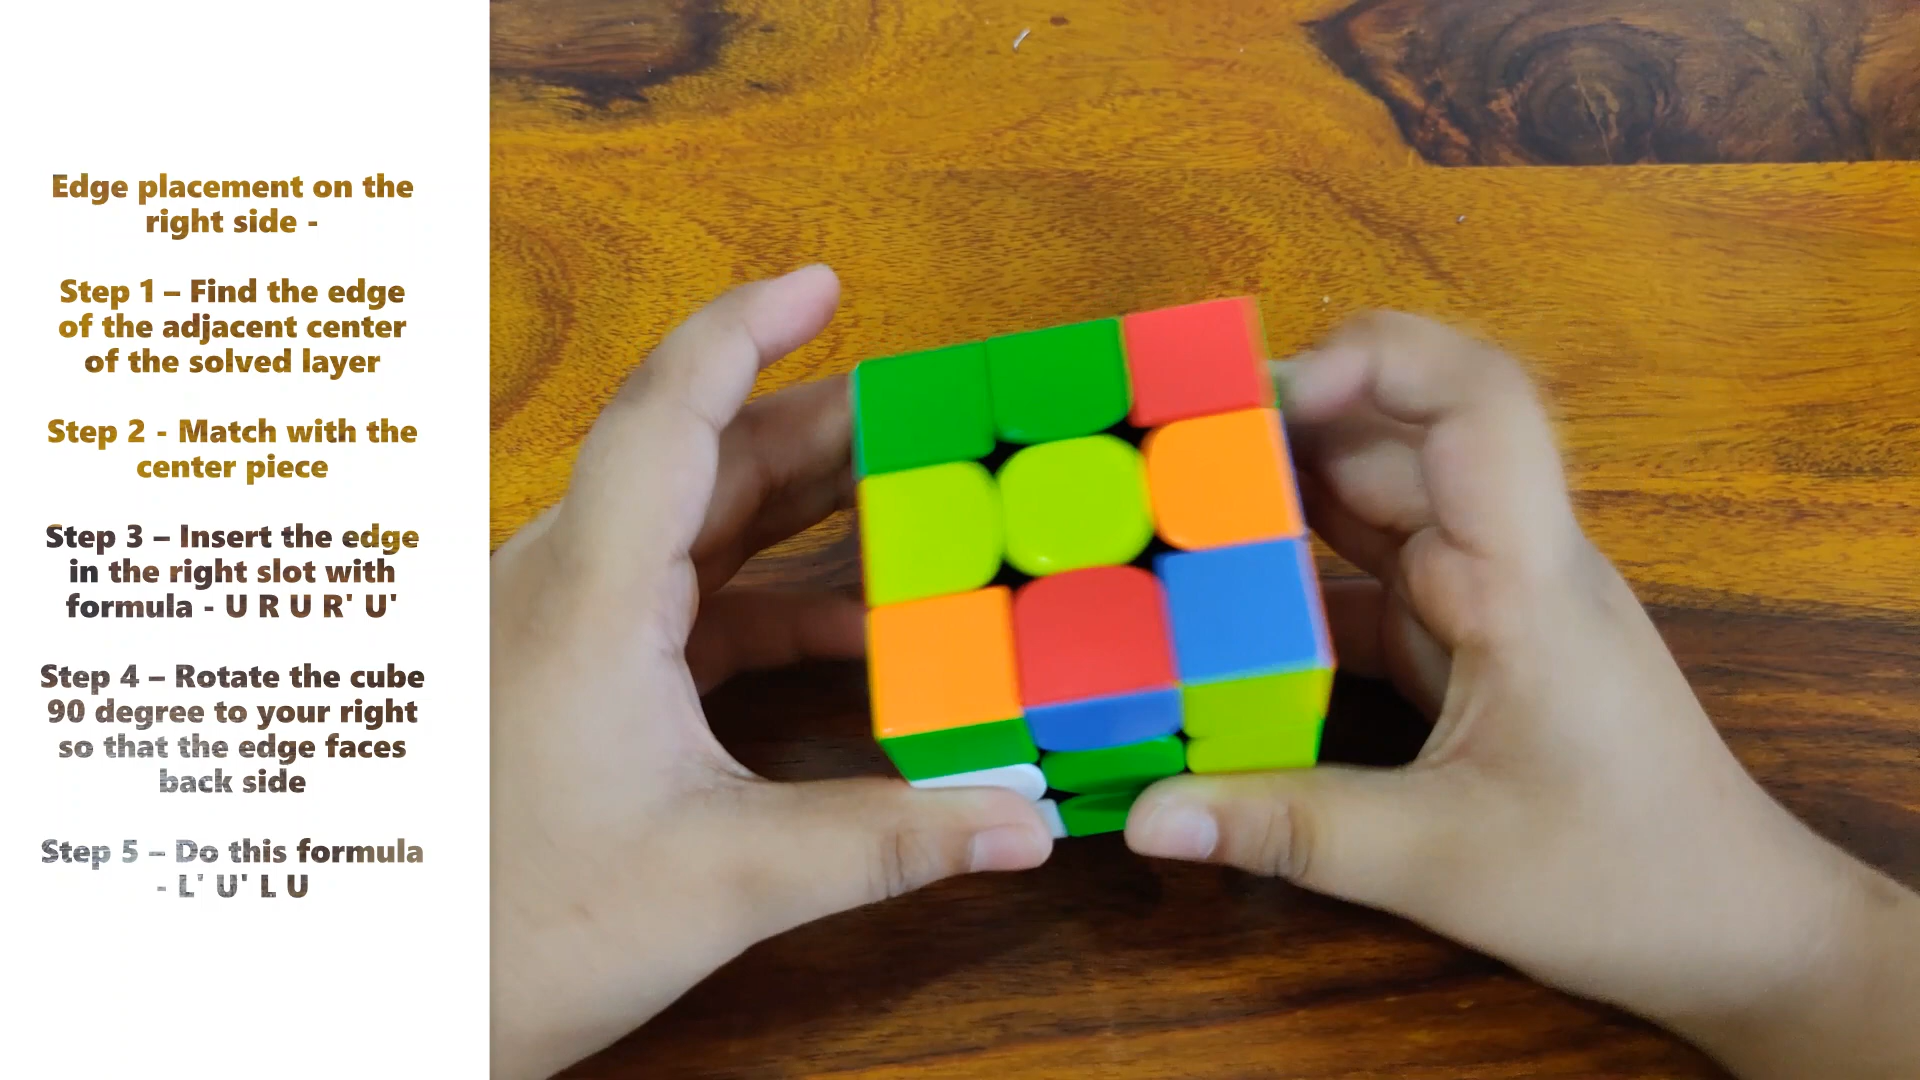 Edge placement on the
right side -
Step 1 – Find the edge
of the adjacent center
of the solved layer
Step 2 - Match with the
center piece
Step 3 – Insert the edge
in the right slot with
formula - U R U R' U'
Step 4 – Rotate the cube
90 degree to your right
so that the edge faces
back side
Step 5 – Do this formula
- L' U' L U